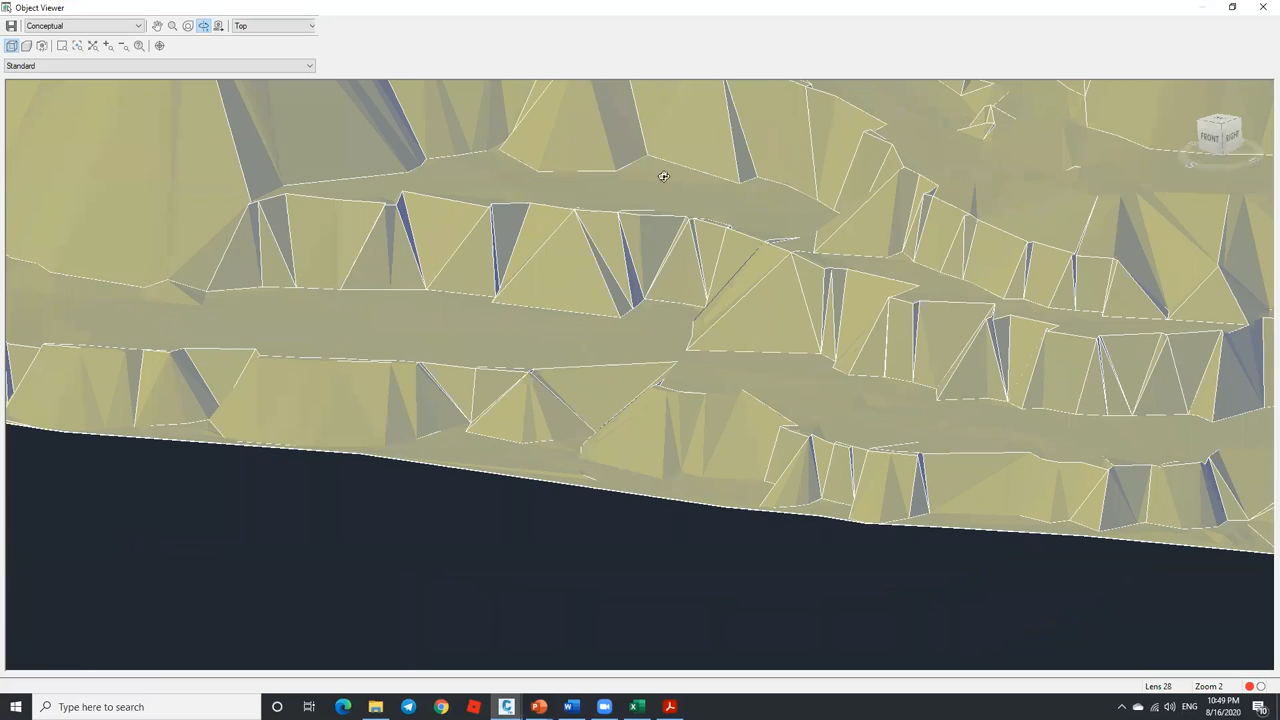 Object Viewer
Conceptual
Top
Standard
FRONT
RIGHT
Lens 28
Zoom 2
Type here to search
ENG
10:49 PM
8/16/2020
10